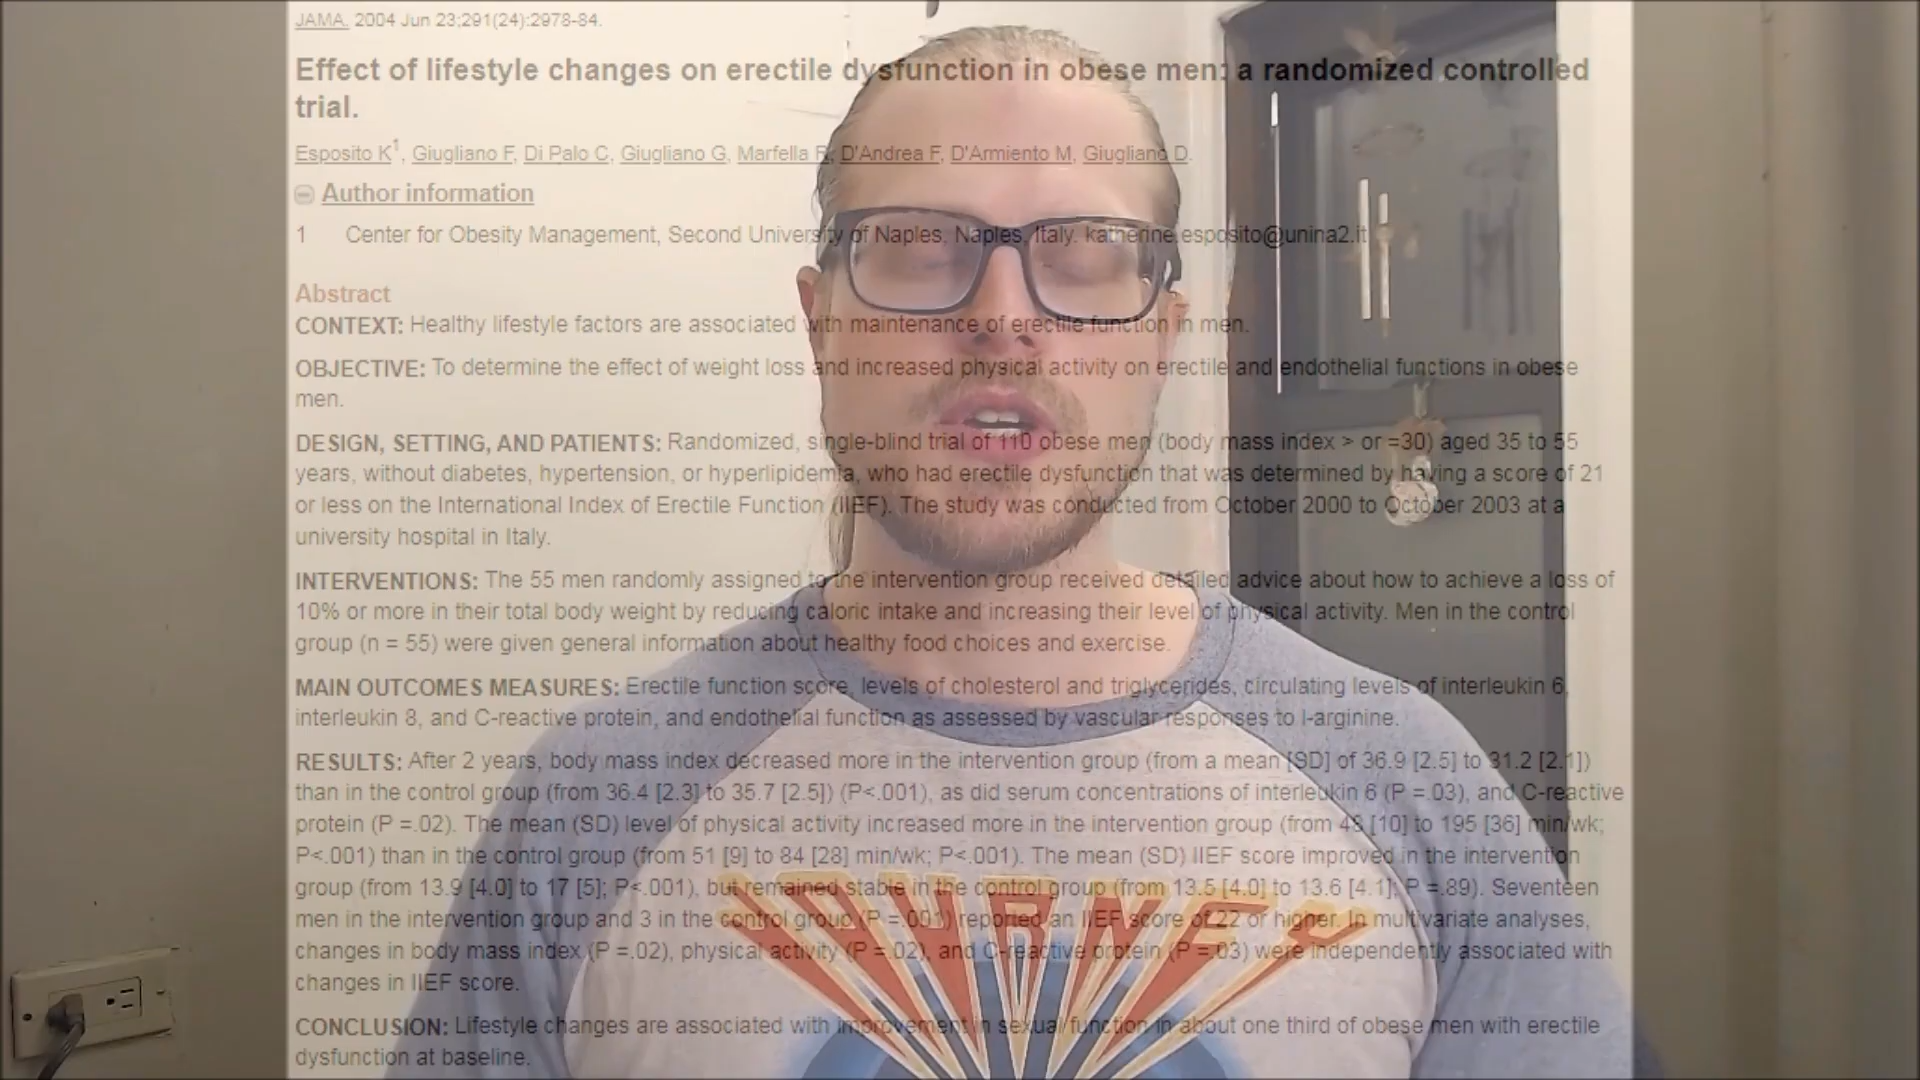 JAMA. 2004 Jun 23;291(24):2978-84.
Effect of lifestyle changes on erectile dysfunction in obese men: a randomized controlled
trial.
Esposito K1, Giugliano F, Di Palo C, Giugliano G, Marfella R, D'Andrea F, D'Armiento M, Giugliano D.
Author information
1 Center for Obesity Management, Second University of Naples, Naples, Italy. katherine.esposito@unina2.it
Abstract
CONTEXT: Healthy lifestyle factors are associated with maintenance of erectile function in men.
OBJECTIVE: To determine the effect of weight loss and increased physical activity on erectile and endothelial functions in obese
men.
DESIGN, SETTING, AND PATIENTS: Randomized, single-blind trial of 110 obese men (body mass index > or =30) aged 35 to 55
years, without diabetes, hypertension, or hyperlipidemia, who had erectile dysfunction that was determined by having a score of 21
or less on the International Index of Erectile Function (IIEF). The study was conducted from October 2000 to October 2003 at a
university hospital in Italy.
INTERVENTIONS: The 55 men randomly assigned to the intervention group received detailed advice about how to achieve a loss of
10% or more in their total body weight by reducing caloric intake and increasing their level of physical activity. Men in the control
group (n = 55) were given general information about healthy food choices and exercise.
MAIN OUTCOMES MEASURES: Erectile function score, levels of cholesterol and triglycerides, circulating levels of interleukin 6,
interleukin 8, and C-reactive protein, and endothelial function as assessed by vascular responses to l-arginine.
RESULTS: After 2 years, body mass index decreased more in the intervention group (from a mean [SD] of 36.9 [2.5] to 31.2 [2.1])
than in the control group (from 36.4 [2.3] to 35.7 [2.5]) (P<.001), as did serum concentrations of interleukin 6 (P =.03), and C-reactive
protein (P =.02). The mean (SD) level of physical activity increased more in the intervention group (from 48 [10] to 195 [36] min/wk;
P<.001) than in the control group (from 51 [9] to 84 [28] min/wk; P<.001). The mean (SD) IIEF score improved in the intervention
group (from 13.9 [4.0] to 17 [5]; P<.001), but remained stable in the control group (from 13.5 [4.0] to 13.6 [4.1]; P =.89). Seventeen
men in the intervention group and 3 in the control group (P =.001) reported an IIEF score of 22 or higher. In multivariate analyses,
changes in body mass index (P =.02), physical activity (P =.02), and C-reactive protein (P =.03) were independently associated with
changes in IIEF score.
CONCLUSION: Lifestyle changes are associated with improvement in sexual function in about one third of obese men with erectile
dysfunction at baseline.
JOURNEY